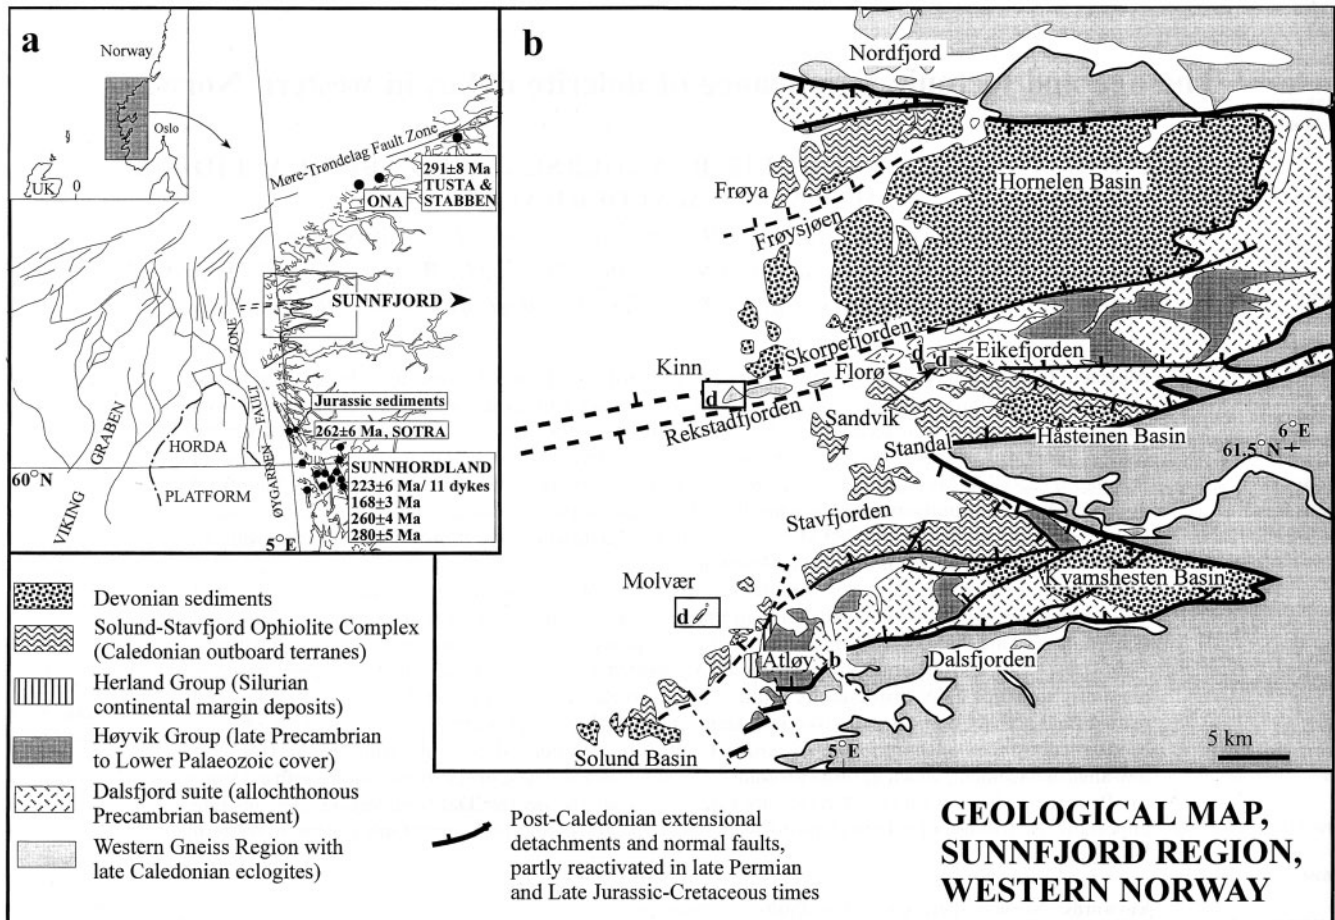 a
Norway
Oslo
UK
0
Møre-Trøndelag Fault Zone
291±8 Ma
TUSTA &
STABBEN
ONA
SUNNFJORD
ZONE
FAULT
ØYGARDEN
Jurassic sediments
262±6 Ma, SOTRA
SUNNHORDLAND
223±6 Ma/ 11 dykes
168±3 Ma
260±4 Ma
280±5 Ma
VIKING
GRABEN
HORDA
PLATFORM
60°N
5°E
b
Nordfjord
Hornelen Basin
Frøya
Frøysjøen
Kinn
d
Skorpefjorden
Florø
d
d
Eikefjorden
Rekstadfjorden
Sandvik
Standal
Håsteinen Basin
6°E
61.5°N
Stavfjorden
Kvamshesten Basin
Molvær
d
Atløy
b
Dalsfjorden
Solund Basin
5°E
5 km
Devonian sediments
Solund-Stavfjord Ophiolite Complex
(Caledonian outboard terranes)
Herland Group (Silurian
continental margin deposits)
Høyvik Group (late Precambrian
to Lower Palaeozoic cover)
Dalsfjord suite (allochthonous
Precambrian basement)
Western Gneiss Region with
late Caledonian eclogites)
Post-Caledonian extensional
detachments and normal faults,
partly reactivated in late Permian
and Late Jurassic-Cretaceous times
GEOLOGICAL MAP,
SUNNFJORD REGION,
WESTERN NORWAY